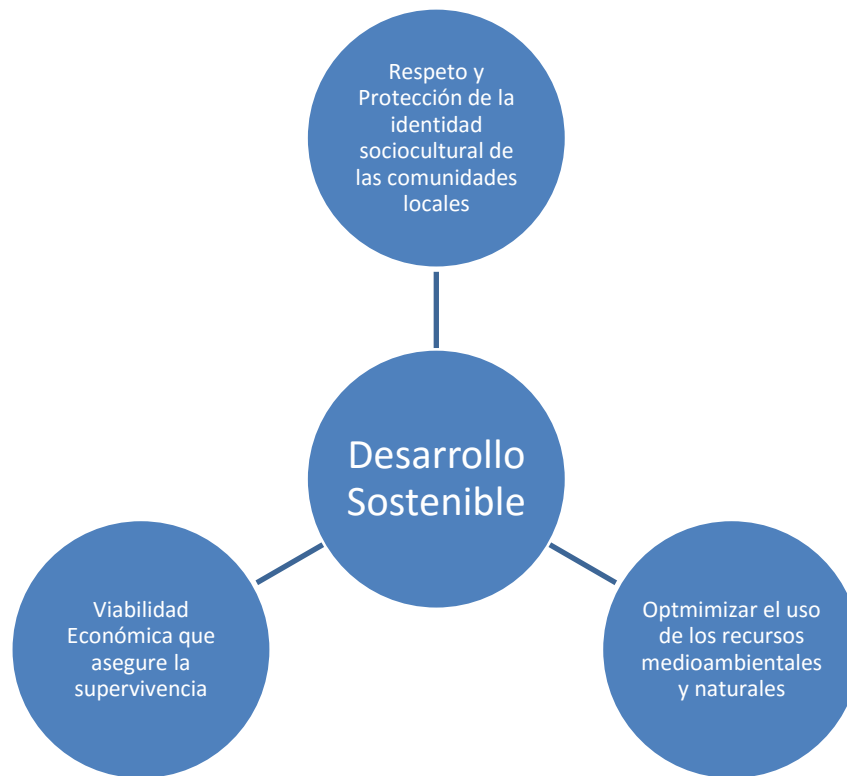 Respeto y
Protección de la
identidad
sociocultural de
las comunidades
locales
Desarrollo
Sostenible
Viabilidad
Económica que
asegure la
supervivencia
Optmimizar el uso
de los recursos
medioambientales
y naturales